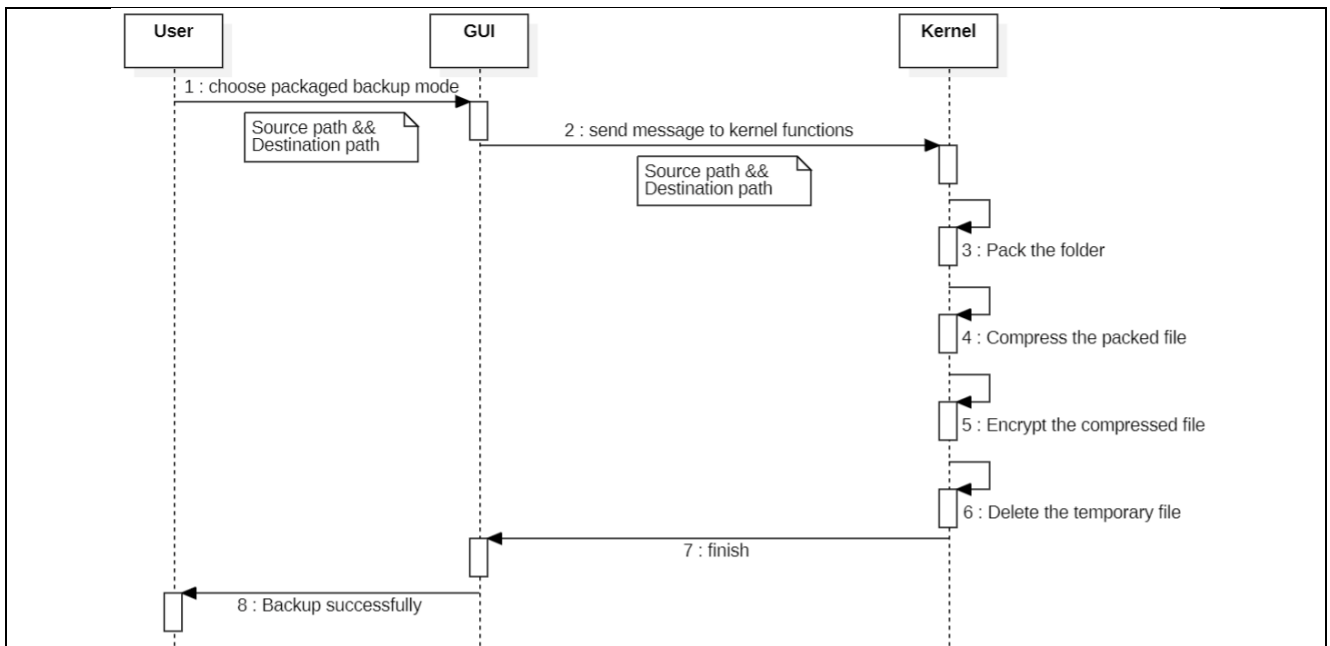 User
GUI
Kernel
1 : choose packaged backup mode
Source path &&
Destination path
2 : send message to kernel functions
Source path &&
Destination path
3 : Pack the folder
4 : Compress the packed file
5 : Encrypt the compressed file
6 : Delete the temporary file
7 : finish
8 : Backup successfully